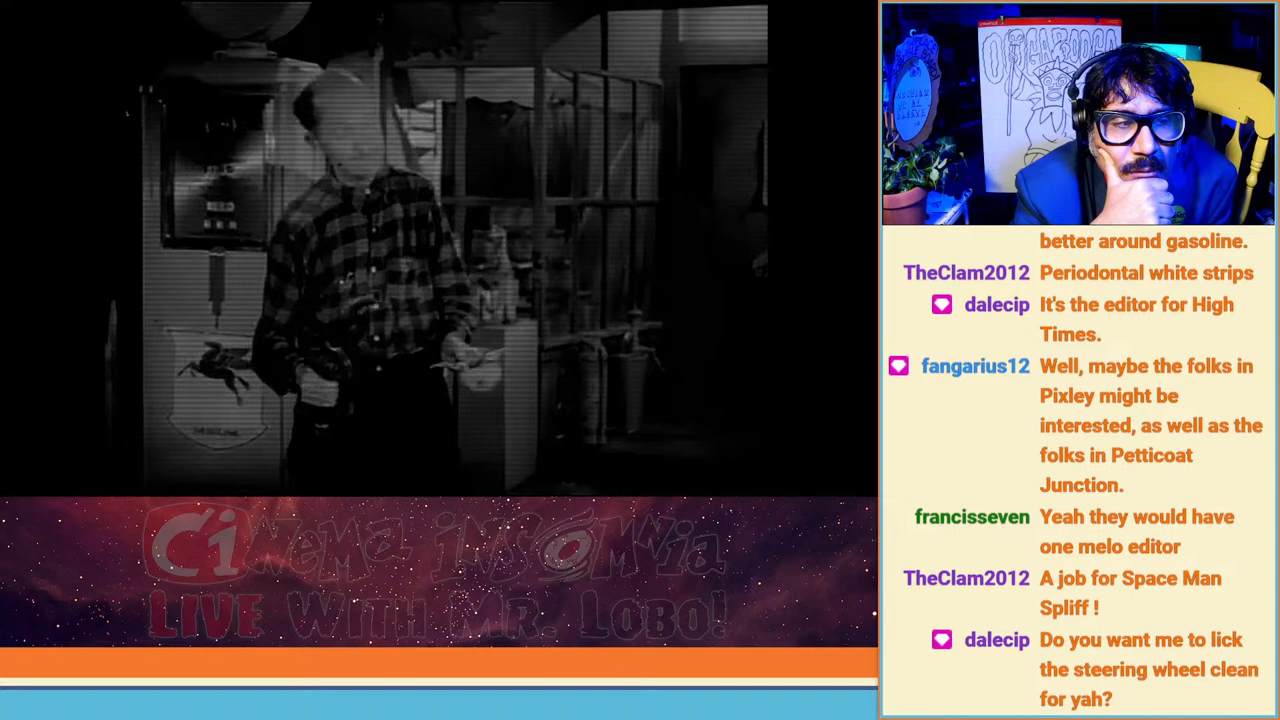 CiNeMa iNSOMNia
LIVE WITH MR. LOBO!
better around gasoline.
TheClam2012 Periodontal white strips
dalecip It's the editor for High
Times.
fangarius12 Well, maybe the folks in
Pixley might be
interested, as well as the
folks in Petticoat
Junction.
francisseven Yeah they would have
one melo editor
TheClam2012 A job for Space Man
Spliff !
dalecip Do you want me to lick
the steering wheel clean
for yah?